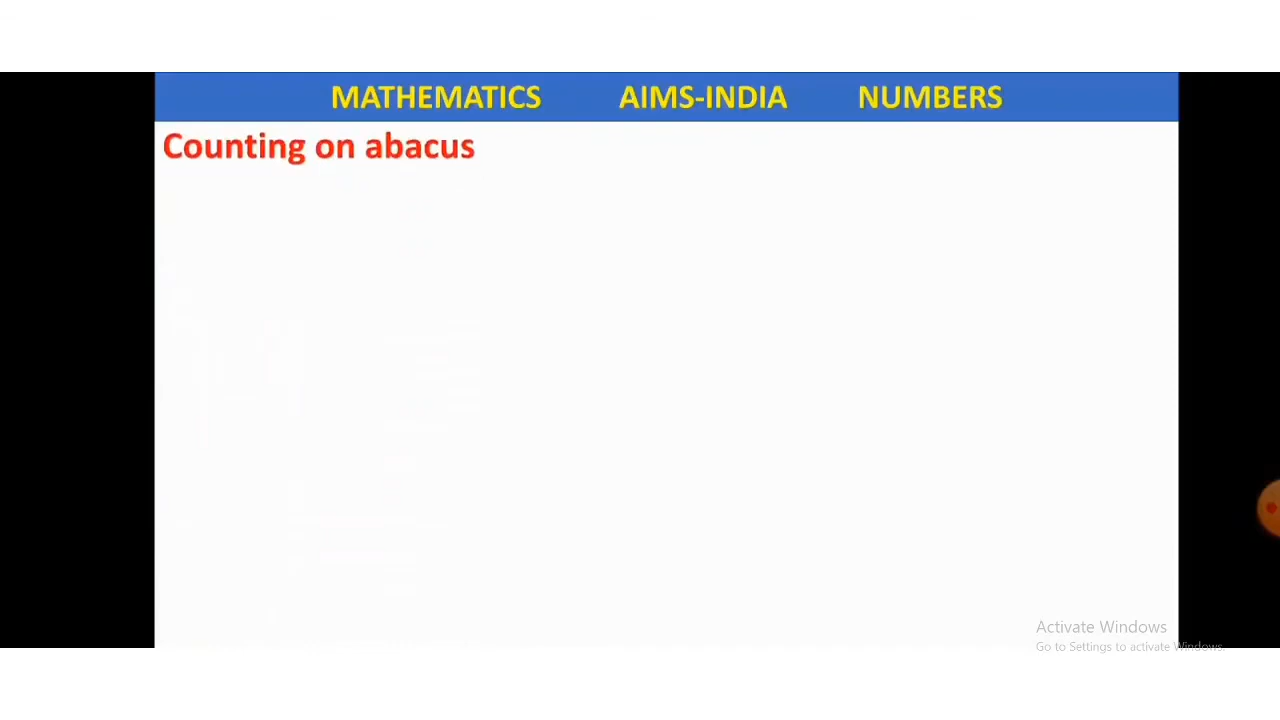 MATHEMATICS AIMS-INDIA NUMBERS
Counting on abacus
Activate Windows
Go to Settings to activate Windows.